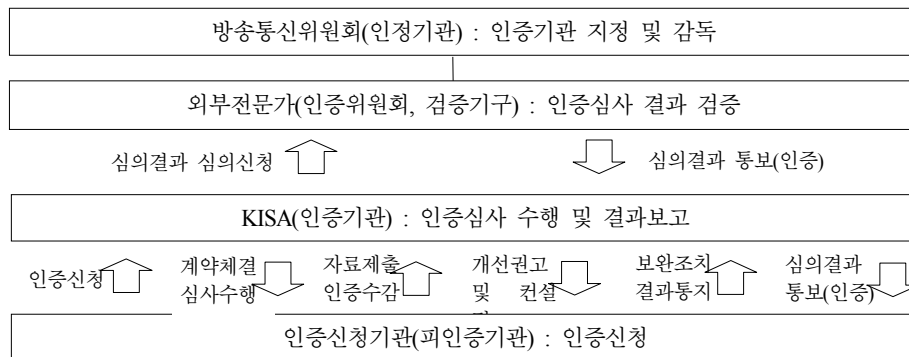 방송통신위원회(인정기관) : 인증기관 지정 및 감독
외부전문가(인증위원회, 검증기구) : 인증심사 결과 검증
심의결과 심의신청
심의결과 통보(인증)
KISA(인증기관) : 인증심사 수행 및 결과보고
인증신청
계약체결
심사수행
자료제출
인증수감
개선권고
및 컨설
보완조치
결과통지
심의결과
통보(인증)
인증신청기관(피인증기관) : 인증신청